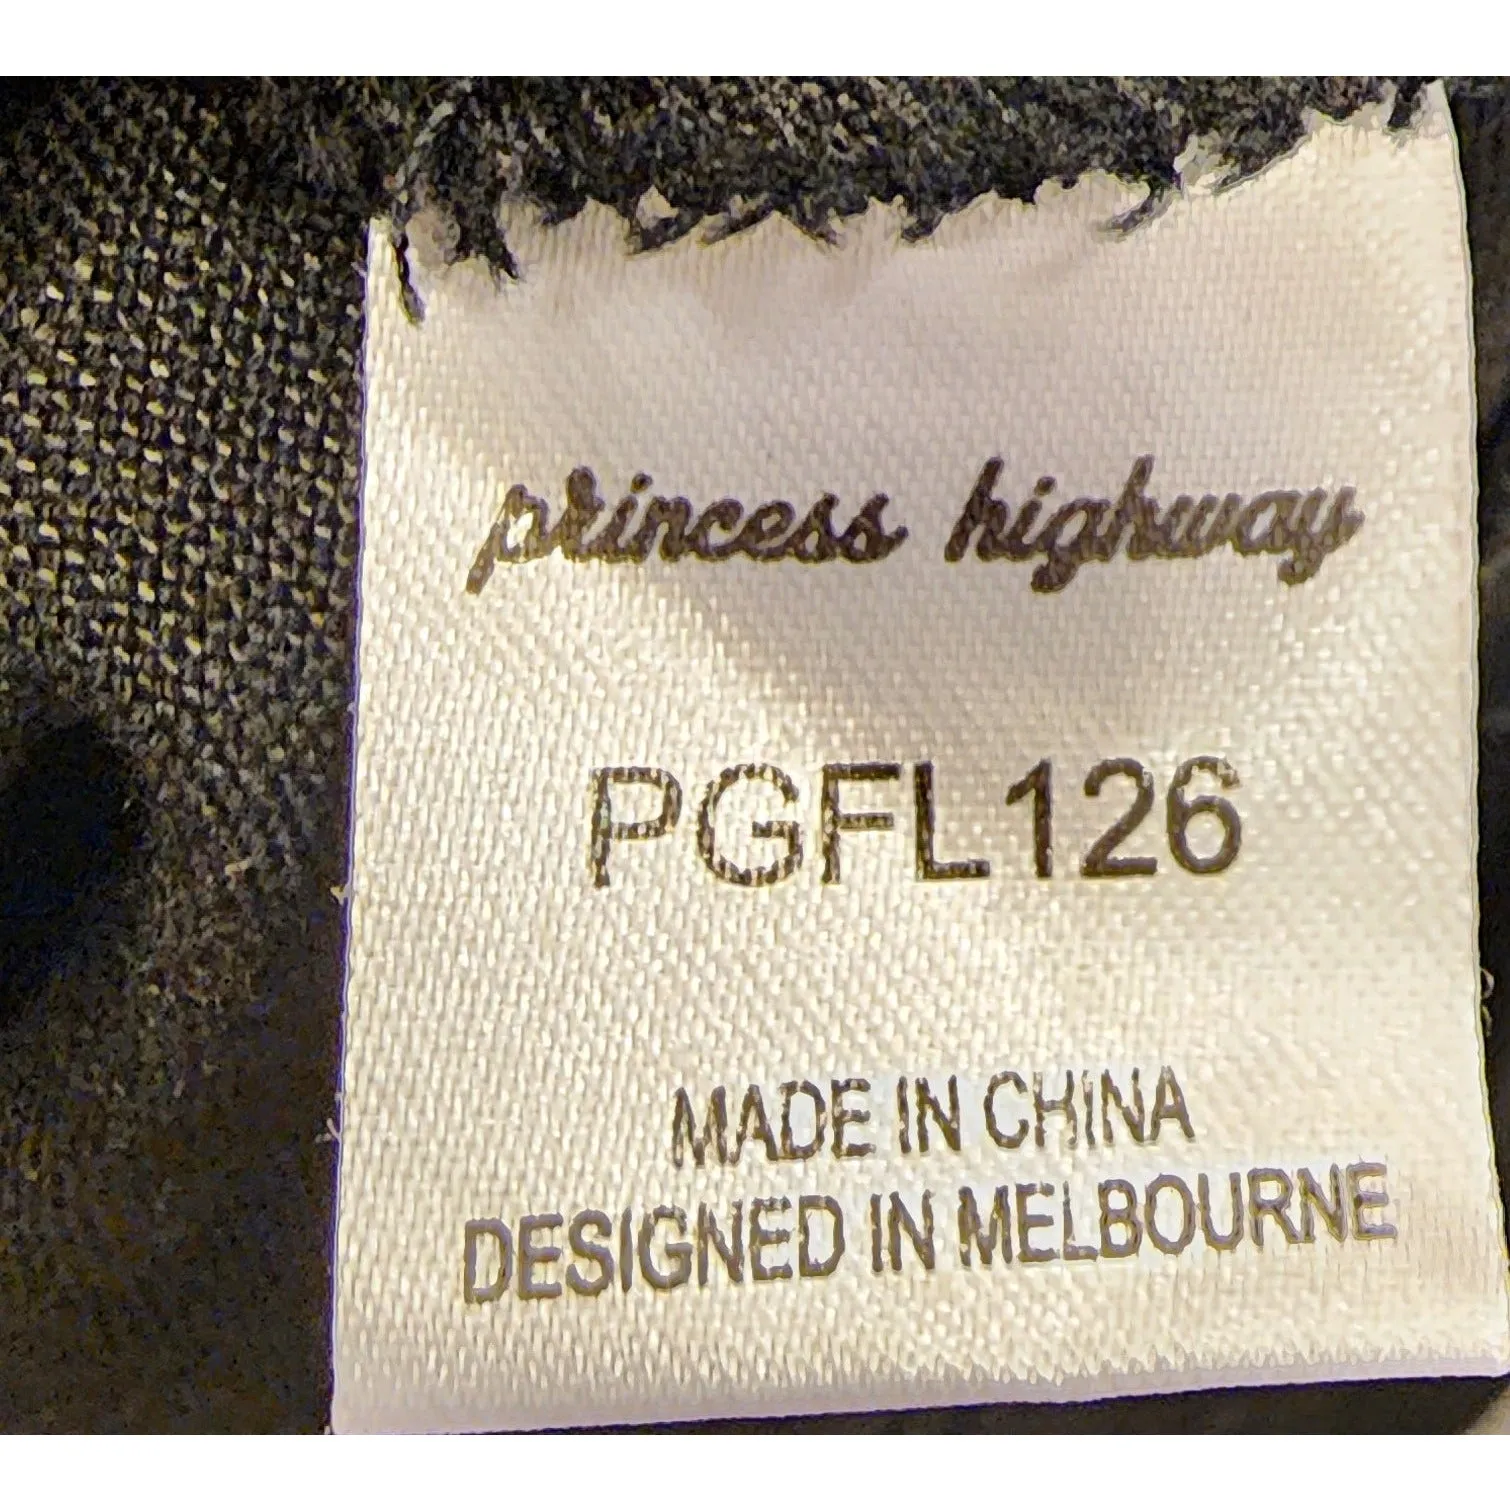 princess highway
PGFL126
MADE IN CHINA
DESIGNED IN MELBOURNE